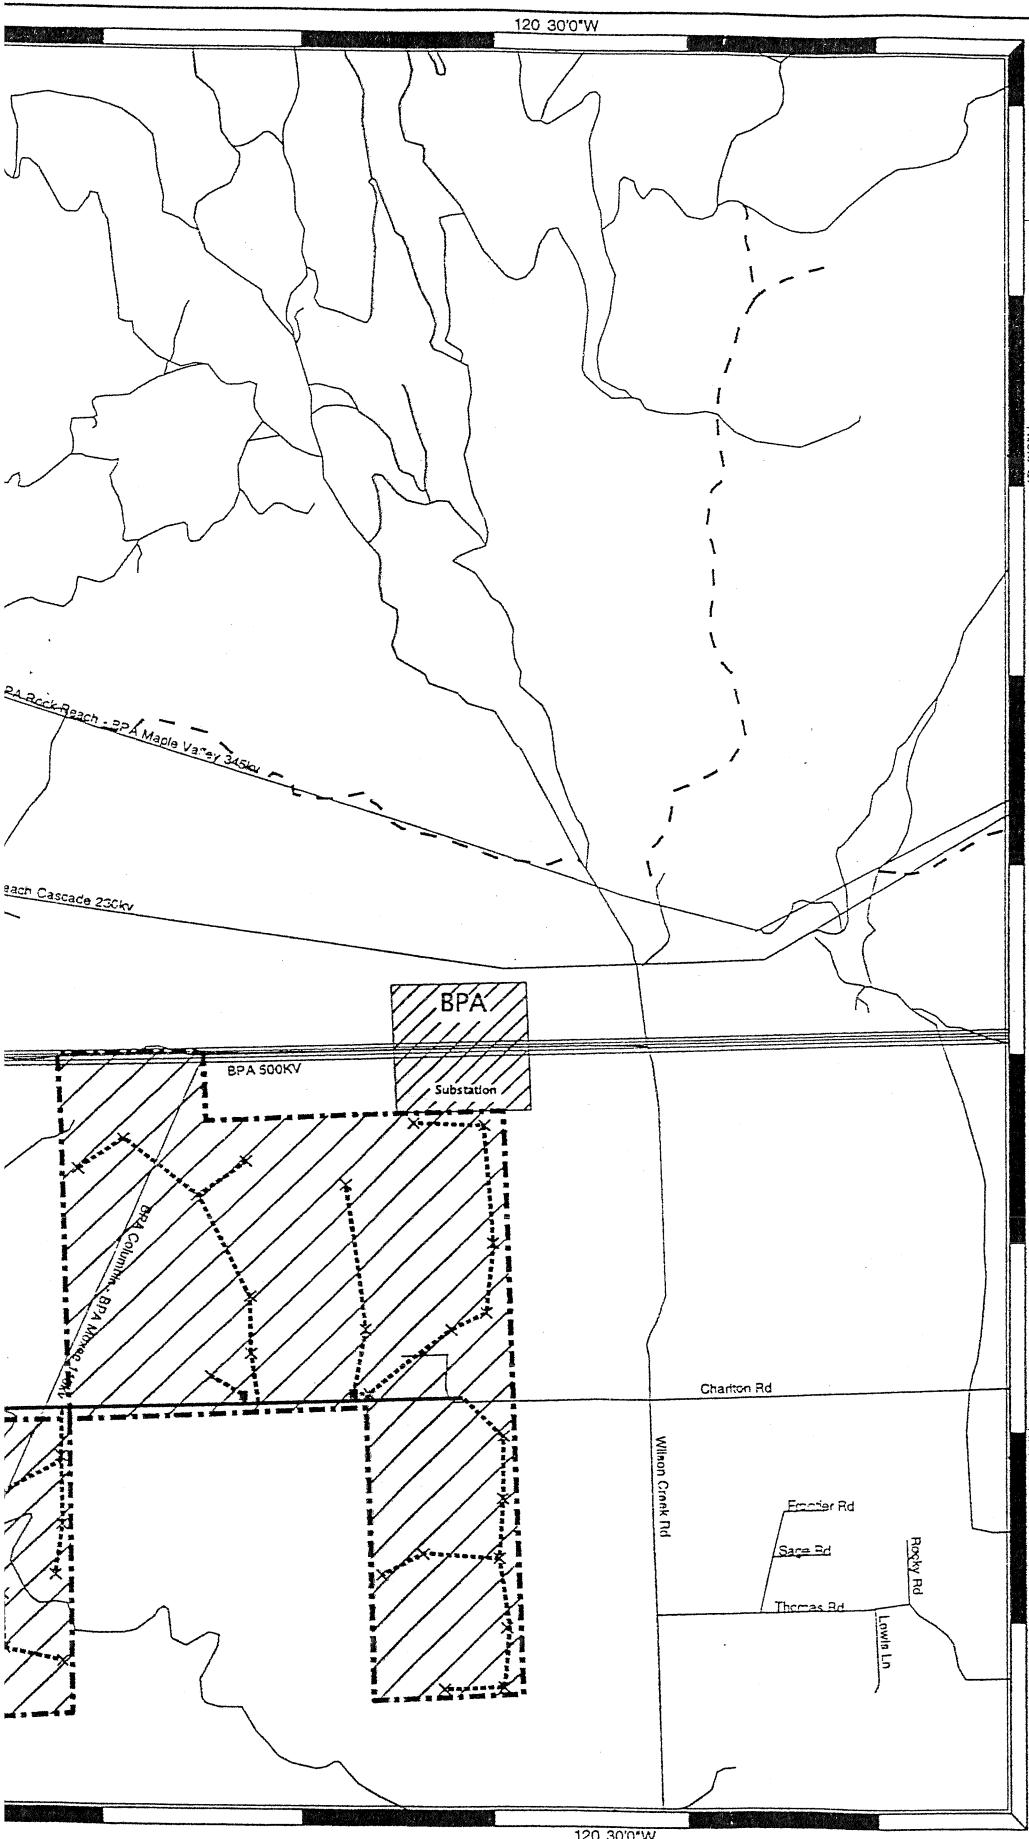 120 30'0"W
Rock Reach - BPA Maple Valley 345kv
each Cascade 230kv
BPA
BPA 500KV
Substation
BPA Columbia - BPA Moxee
Charlton Rd
Wilson Creek Rd
Frontier Rd
Sage Rd
Rocky Rd
Thomas Rd
Lewis Ln
120 30'0"W